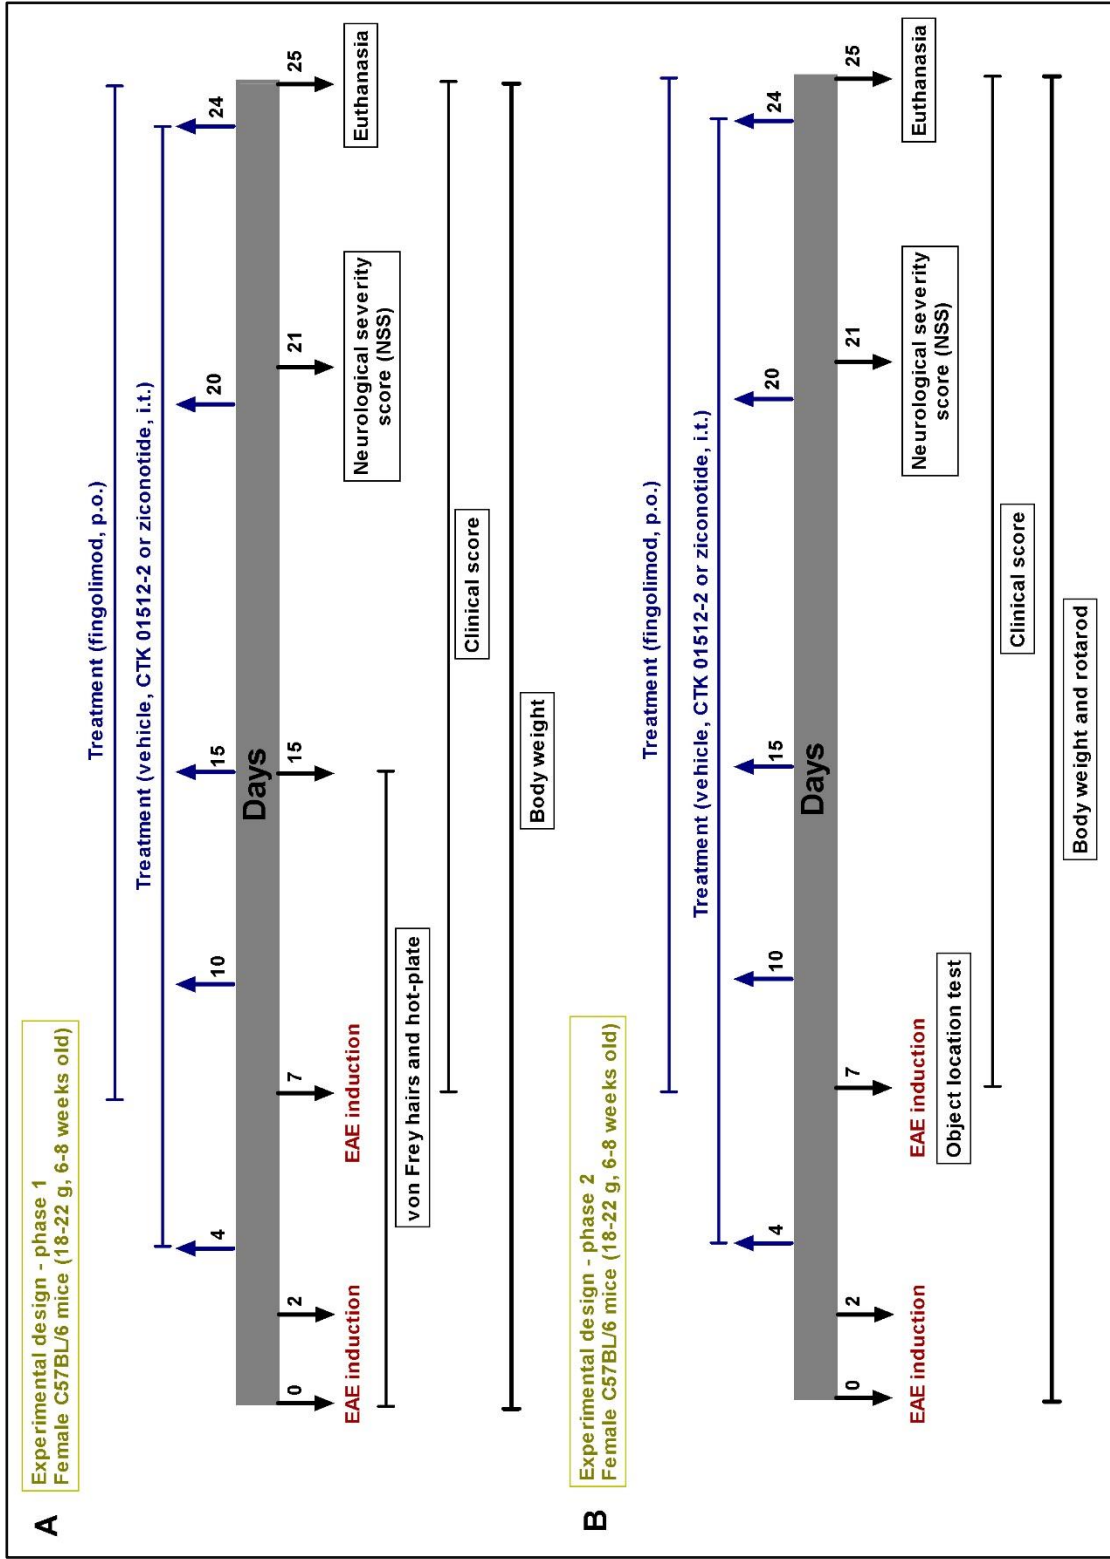 A
Experimental design - phase 1
Female C57BL/6 mice (18-22 g, 6-8 weeks old)
Treatment (fingolimod, p.o.)
Treatment (vehicle, CTK 01512-2 or ziconotide, i.t.)
4
10
15
20
24
Days
0
2
7
15
21
25
EAE induction
EAE induction
Neurological severity
score (NSS)
Euthanasia
von Frey hairs and hot-plate
Clinical score
Body weight
B
Experimental design - phase 2
Female C57BL/6 mice (18-22 g, 6-8 weeks old)
Treatment (fingolimod, p.o.)
Treatment (vehicle, CTK 01512-2 or ziconotide, i.t.)
4
10
15
20
24
Days
0
2
7
21
25
EAE induction
EAE induction
Object location test
Neurological severity
score (NSS)
Euthanasia
Clinical score
Body weight and rotarod